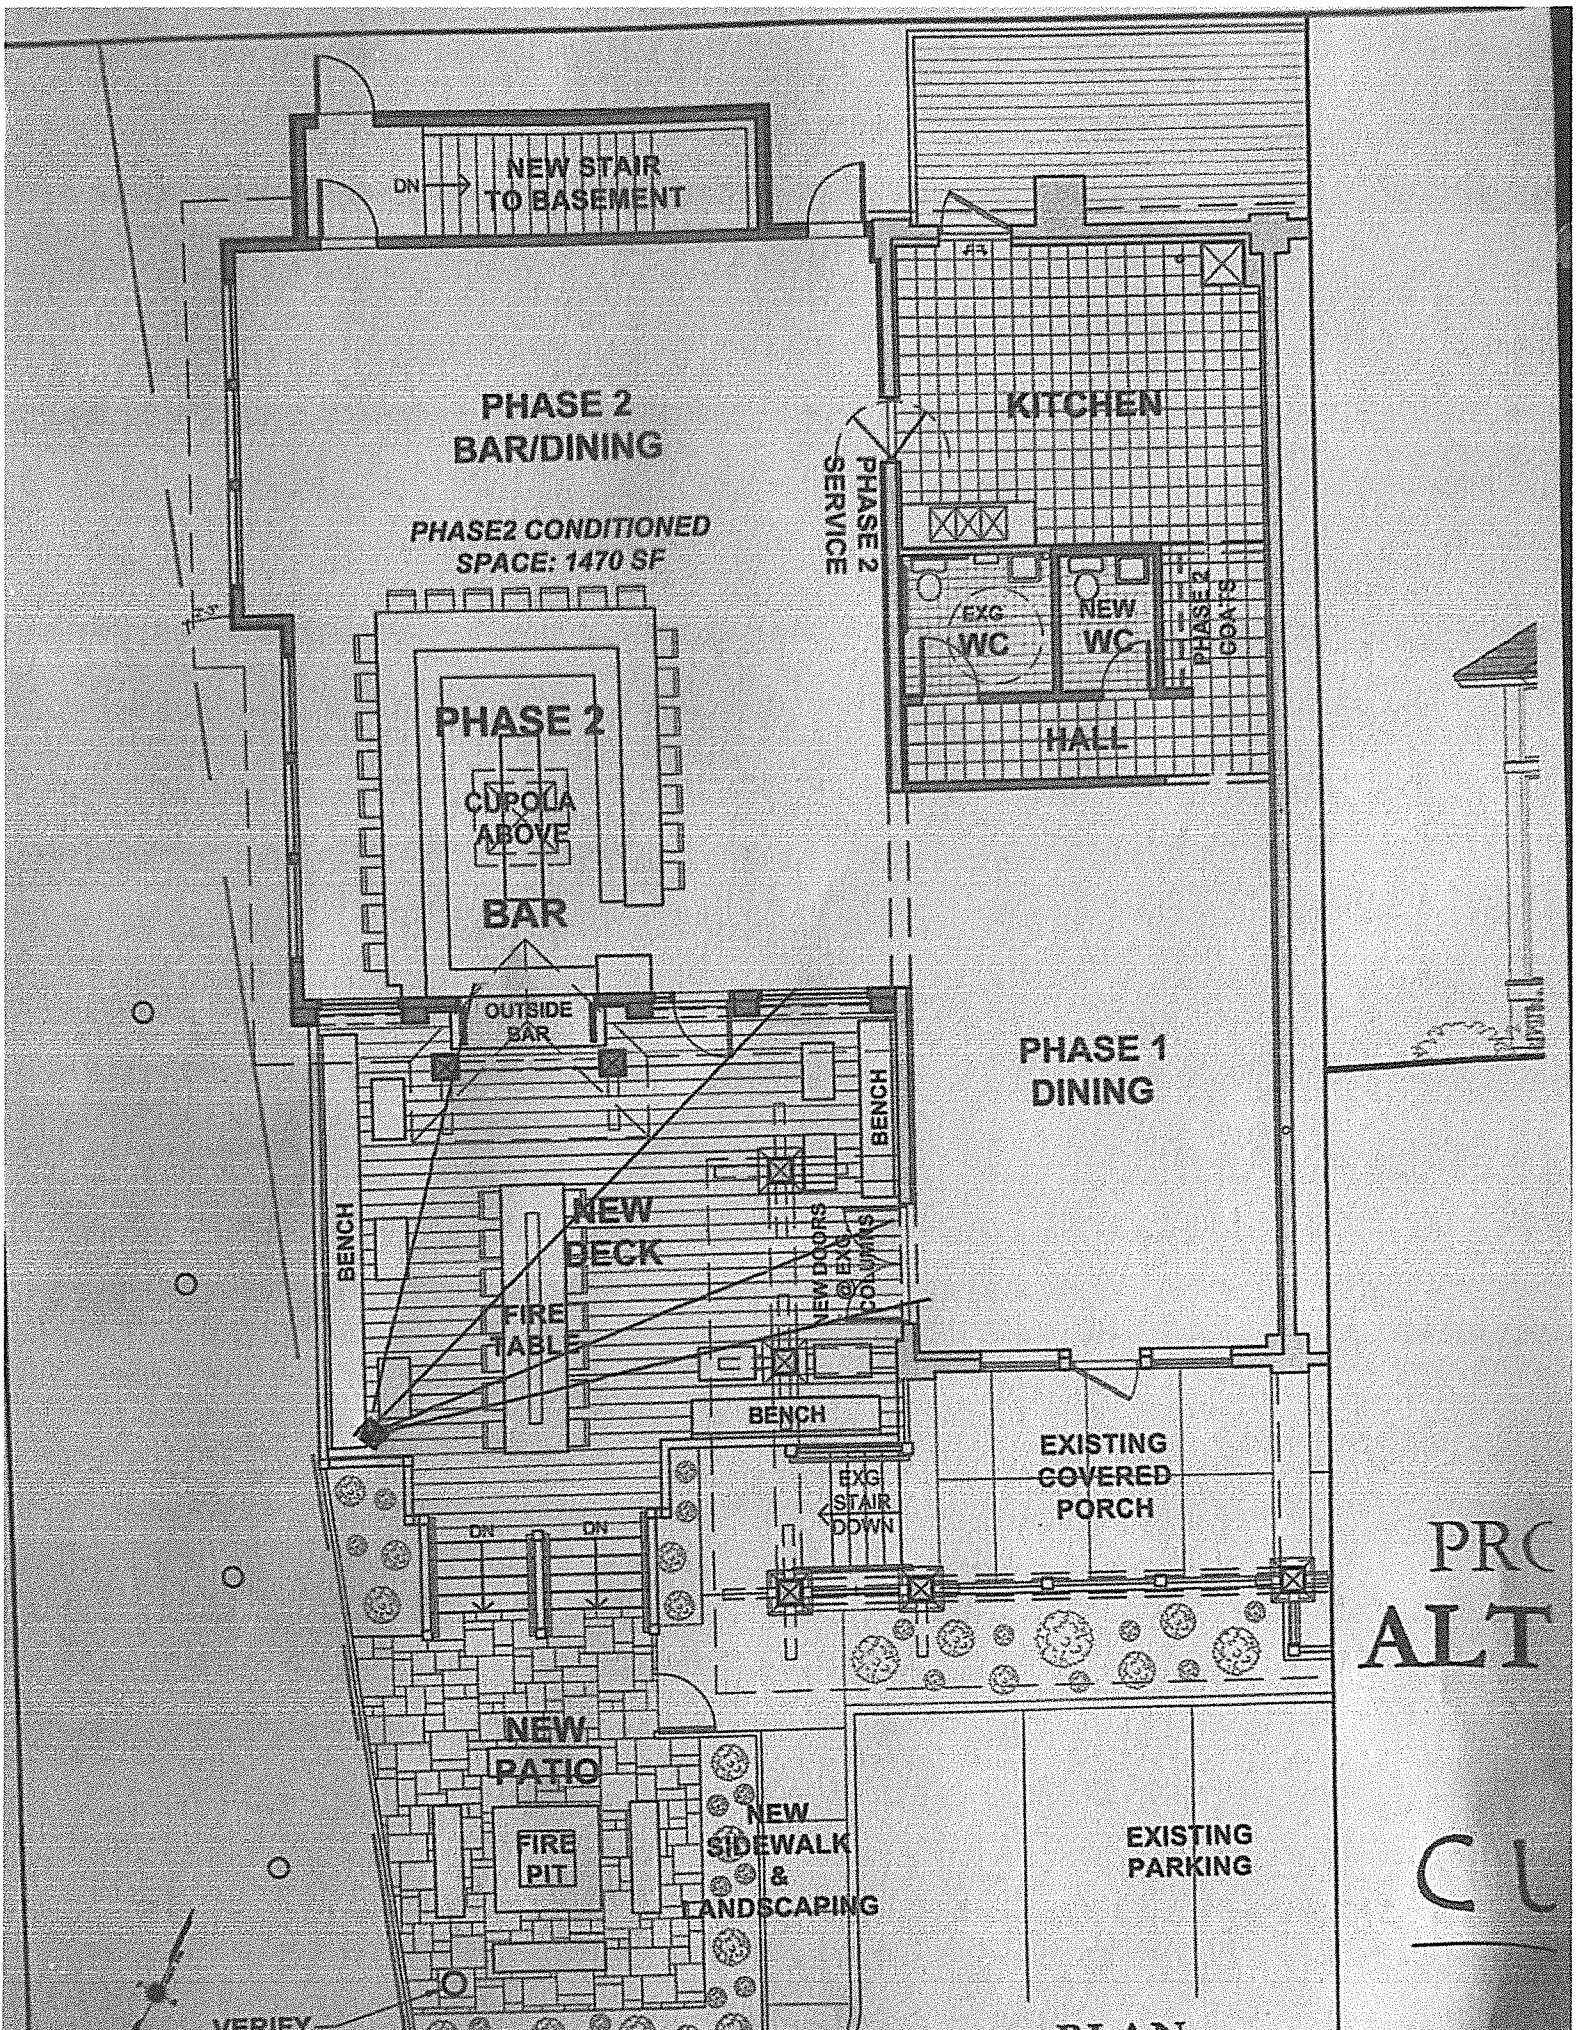 NEW STAIR
TO BASEMENT
DN
PHASE 2
BAR/DINING
KITCHEN
PHASE 2
SERVICE
PHASE2 CONDITIONED
SPACE: 1470 SF
EXG
WC
NEW
WC
PHASE 2
COATS
HALL
PHASE 2
CUPOLA
ABOVE
BAR
OUTSIDE
BAR
PHASE 1
DINING
BENCH
BENCH
NEW
DECK
NEW DOORS
@ EXG
COLUMNS
FIRE
TABLE
BENCH
EXISTING
COVERED
PORCH
EXG
STAIR
DOWN
DN
DN
PRO
ALT
NEW
PATIO
FIRE
PIT
NEW
SIDEWALK
&
LANDSCAPING
EXISTING
PARKING
CU
VERIFY
PLAN